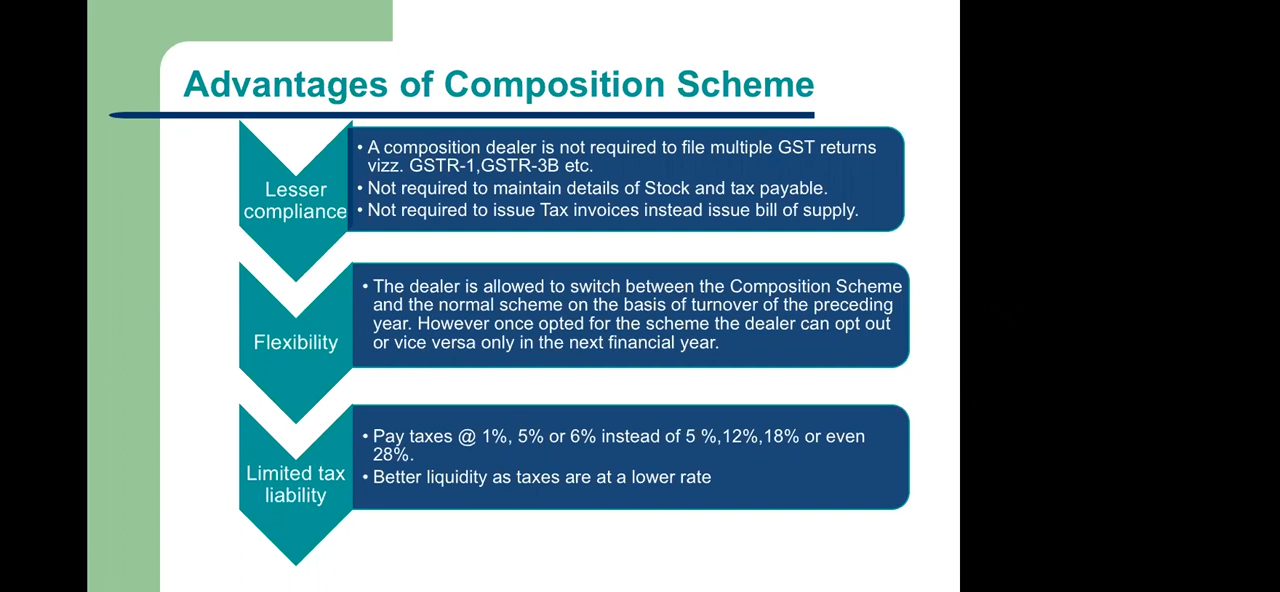 Advantages of Composition Scheme
Lesser
compliance
• A composition dealer is not required to file multiple GST returns
vizz. GSTR-1,GSTR-3B etc.
• Not required to maintain details of Stock and tax payable.
• Not required to issue Tax invoices instead issue bill of supply.
Flexibility
• The dealer is allowed to switch between the Composition Scheme
and the normal scheme on the basis of turnover of the preceding
year. However once opted for the scheme the dealer can opt out
or vice versa only in the next financial year.
Limited tax
liability
• Pay taxes @ 1%, 5% or 6% instead of 5 %,12%,18% or even
28%.
• Better liquidity as taxes are at a lower rate